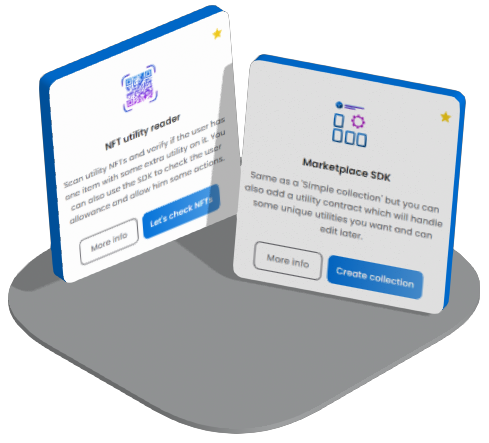 NFT utility reader
Scan utility NFTs and verify if the user has
one item with some extra utility on it. You
can also use the SDK to check the user
allowance and allow him some actions.
More info
Let's check NFTs
Marketplace SDK
Same as a 'Simple collection' but you can
also add a utility contract which will handle
some unique utilities you want and can
edit later.
More info
Create collection